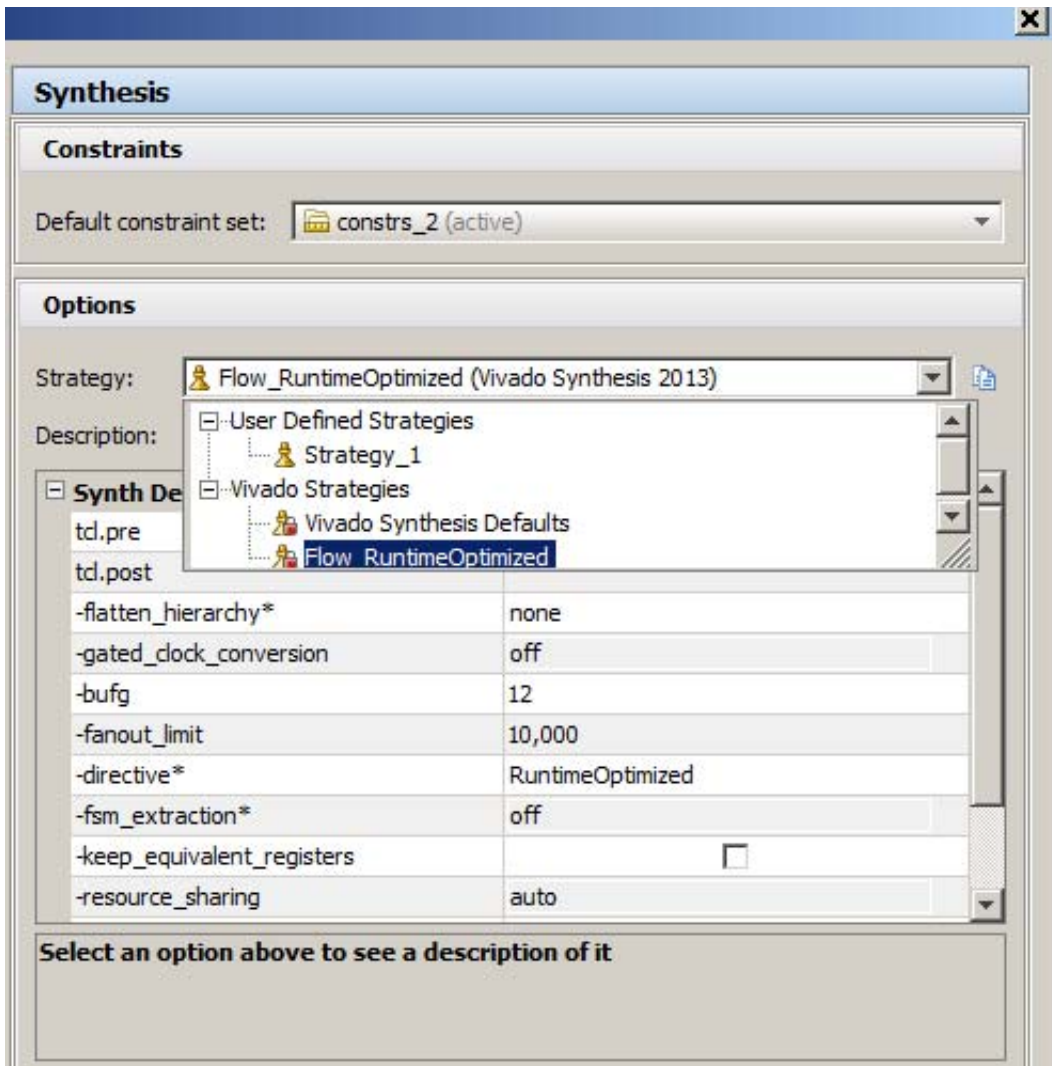 Synthesis
Constraints
Default constraint set: constrs_2 (active)
Options
Strategy: Flow_RuntimeOptimized (Vivado Synthesis 2013)
User Defined Strategies
Description:
Strategy_1
Vivado Strategies
Synth De
Vivado Synthesis Defaults
tcl.pre
Flow_RuntimeOptimized
tcl.post
-flatten_hierarchy* none
-gated_clock_conversion off
-bufg 12
-fanout_limit 10,000
-directive* RuntimeOptimized
-fsm_extraction* off
-keep_equivalent_registers
-resource_sharing auto
Select an option above to see a description of it